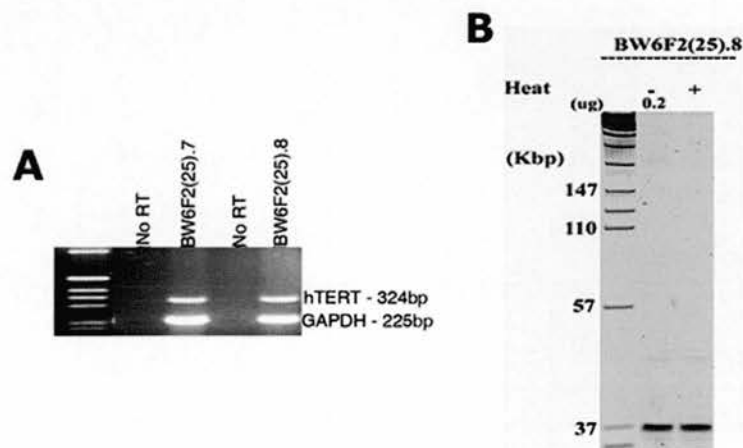 A
No RT
BW6F2(25).7
No RT
BW6F2(25).8
hTERT - 324bp
GAPDH - 225bp
B
BW6F2(25).8
Heat - +
(ug) 0.2
(Kbp)
147
110
57
37